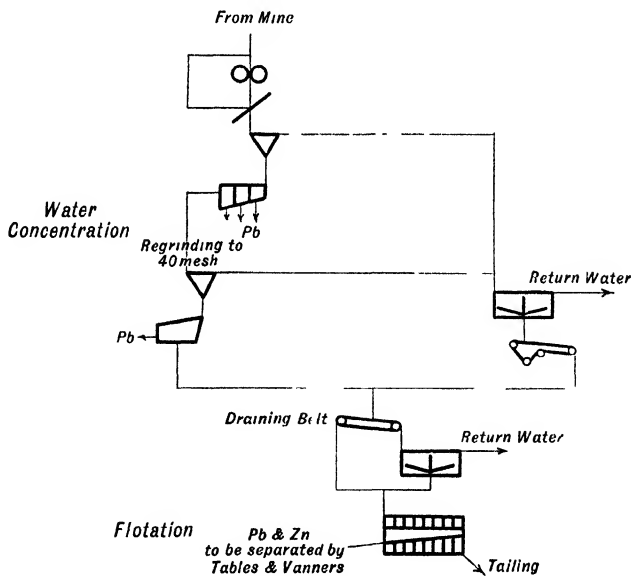 From Mine
Water
Concentration
Pb
Regrinding to
40 mesh
Return Water
Pb
Draining Belt
Return Water
Flotation
Pb & Zn
to be separated by
Tables & Vanners
Tailing